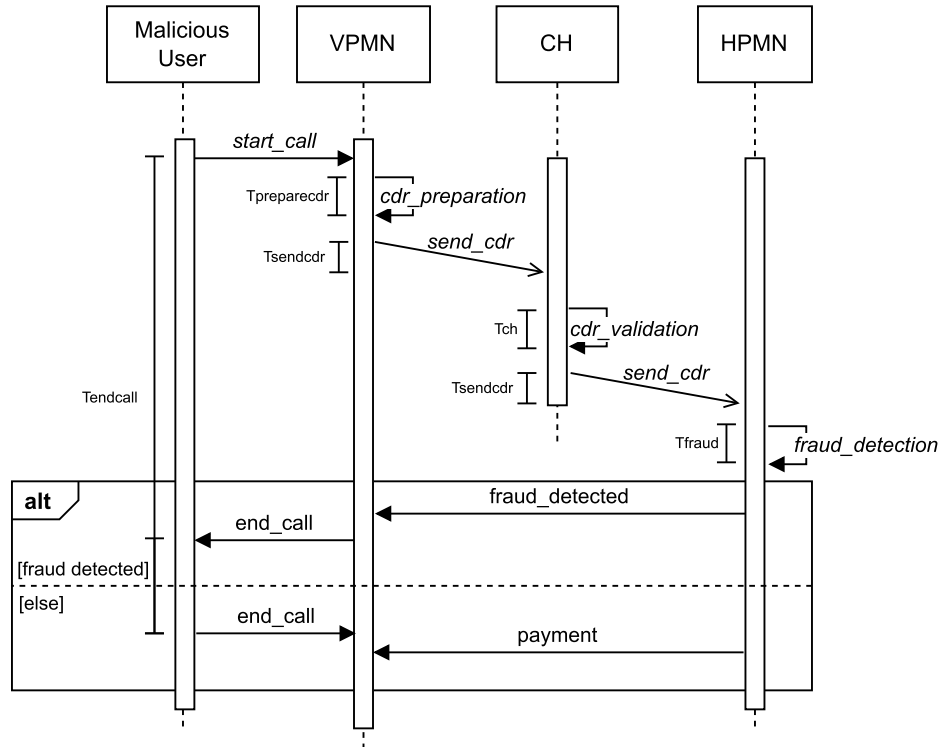 Malicious
User
VPMN
CH
HPMN
start_call
Tpreparecdr
cdr_preparation
send_cdr
Tsendcdr
Tch
cdr_validation
send_cdr
Tsendcdr
Tendcall
Tfraud
fraud_detection
alt
fraud_detected
end_call
[fraud detected]
[else]
end_call
payment